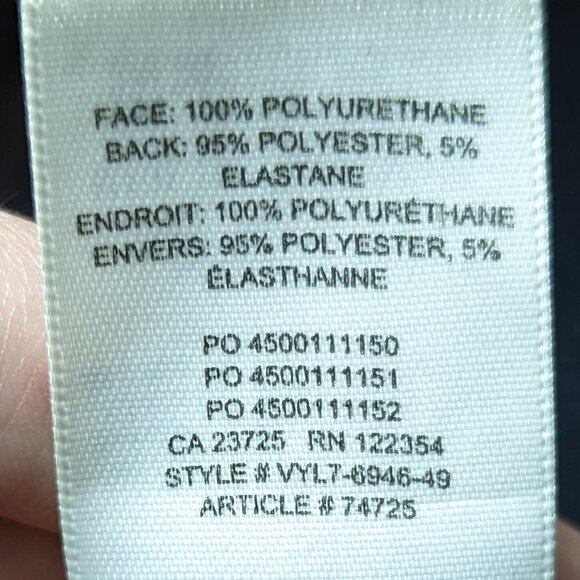 FACE: 100% POLYURETHANE
BACK: 95% POLYESTER, 5%
ELASTANE
ENDROIT: 100% POLYURÉTHANE
ENVERS: 95% POLYESTER, 5%
ÉLASTHANNE
PO 4500111150
PO 4500111151
PO 4500111152
CA 23725 RN 122354
STYLE # VYL7-6946-49
ARTICLE # 74725